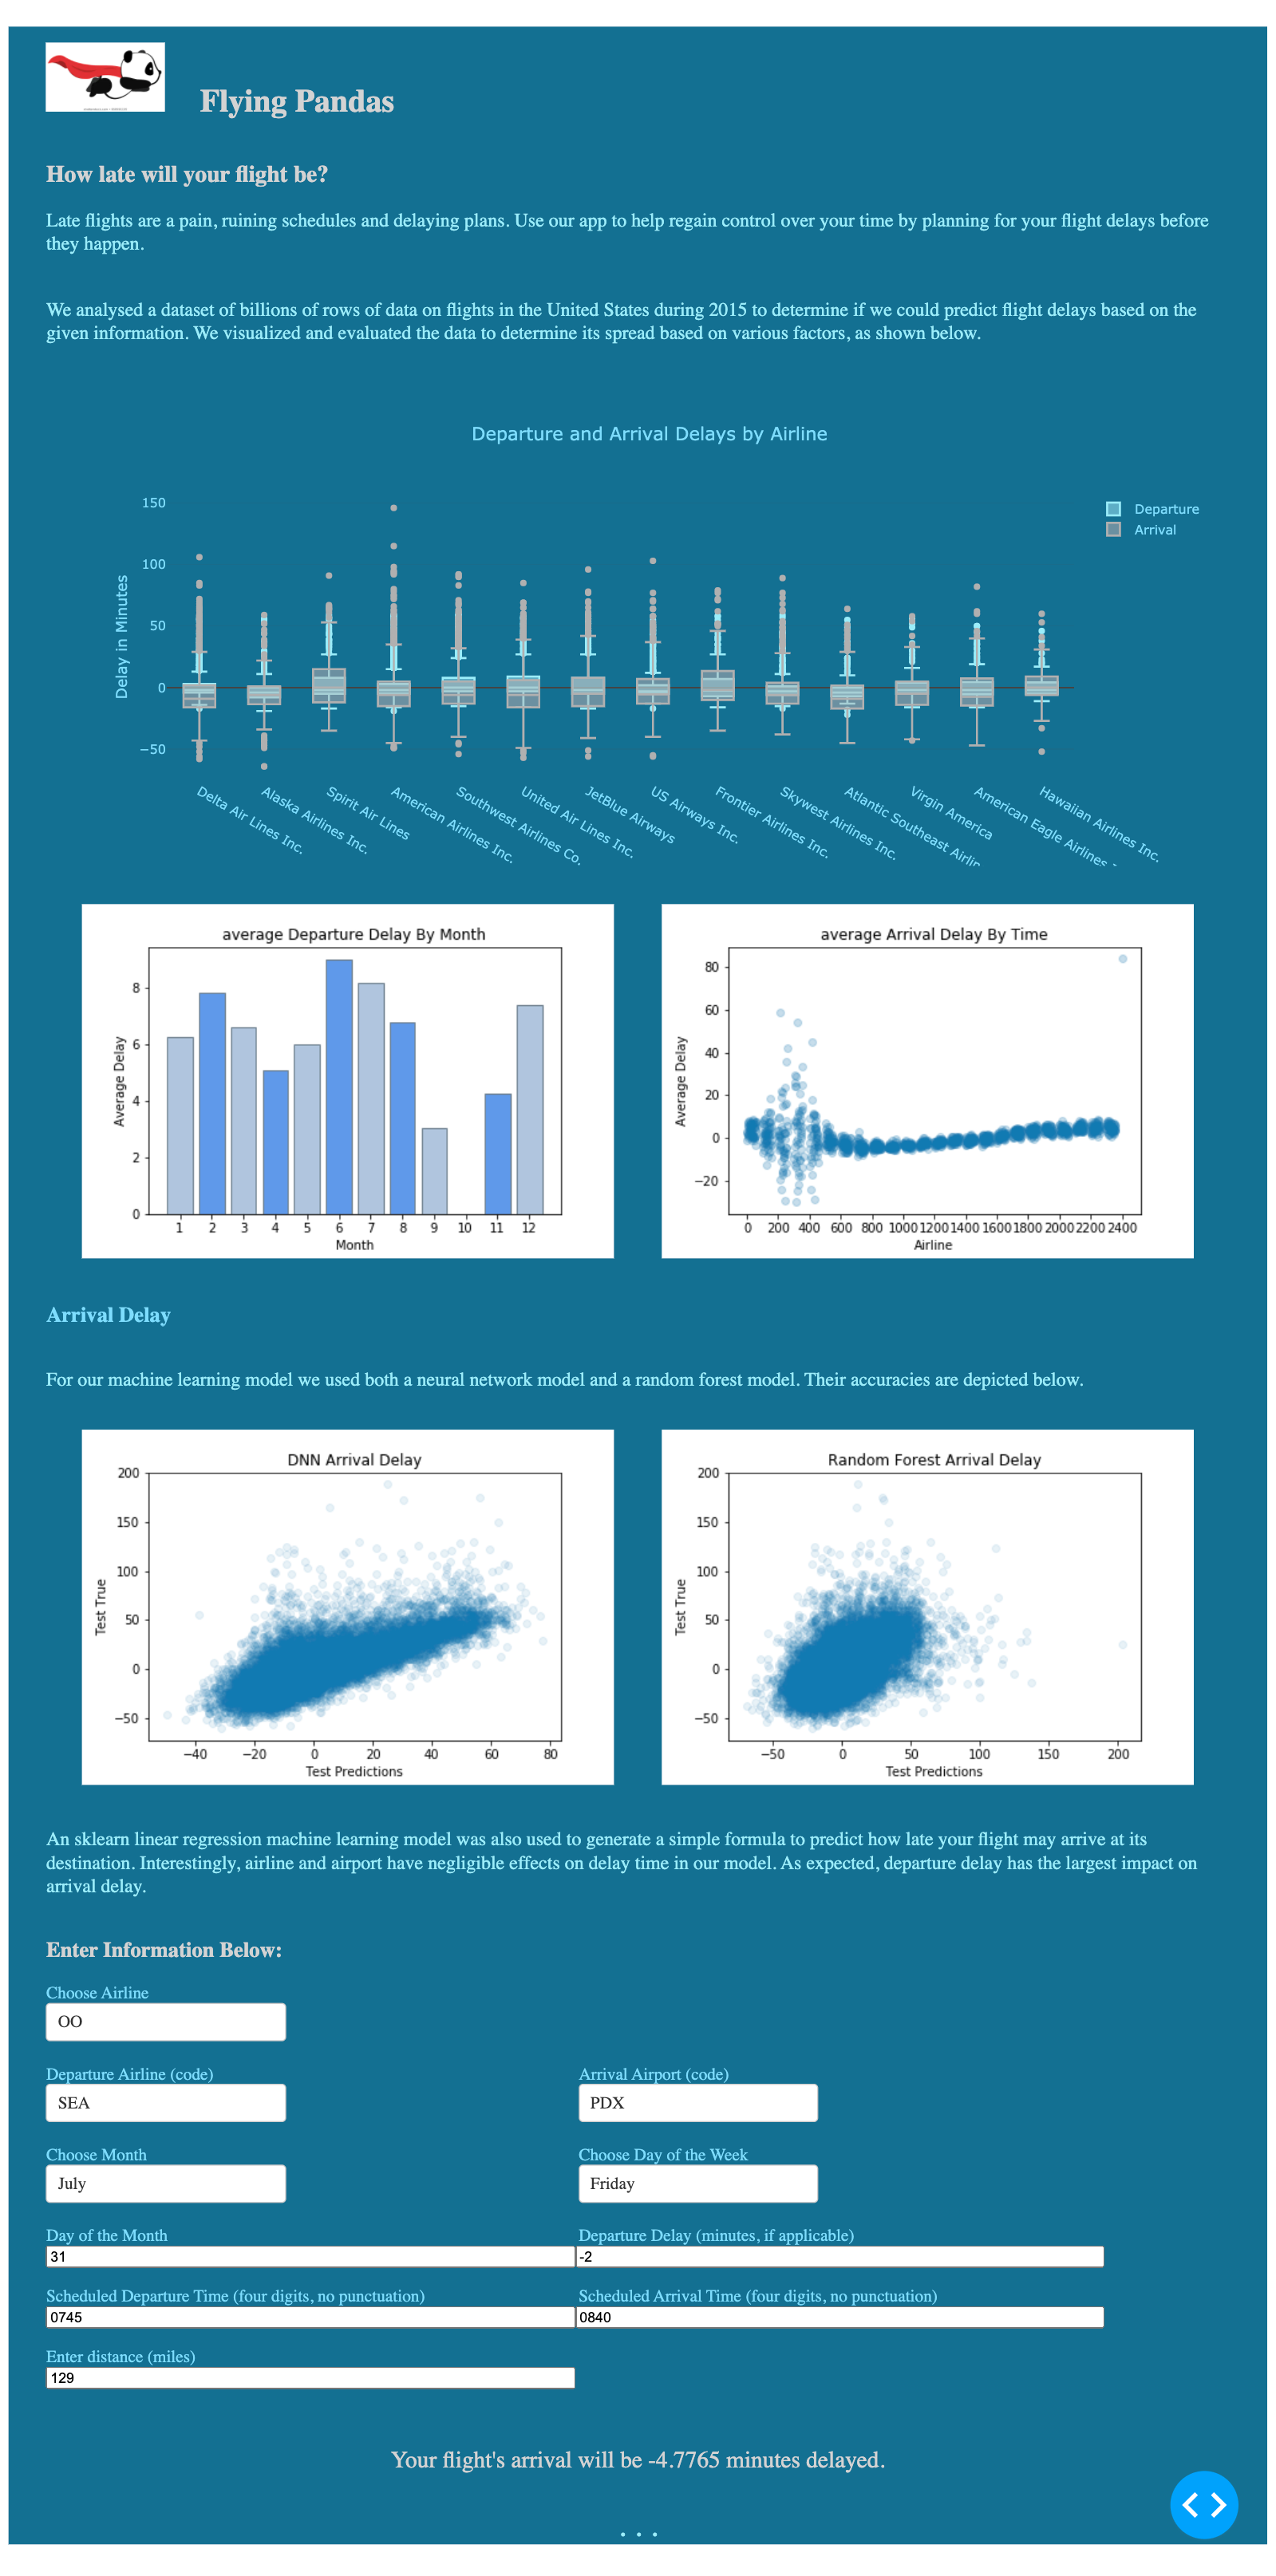 Flying Pandas
How late will your flight be?
Late flights are a pain, ruining schedules and delaying plans. Use our app to help regain control over your time by planning for your flight delays before
they happen.
We analysed a dataset of billions of rows of data on flights in the United States during 2015 to determine if we could predict flight delays based on the
given information. We visualized and evaluated the data to determine its spread based on various factors, as shown below.
Departure and Arrival Delays by Airline
150
100
50
0
−50
Delay in Minutes
Departure
Arrival
Delta Air Lines Inc.
Alaska Airlines Inc.
Spirit Air Lines
American Airlines Inc.
Southwest Airlines Co.
United Air Lines Inc.
JetBlue Airways
US Airways Inc.
Frontier Airlines Inc.
Skywest Airlines Inc.
Atlantic Southeast Airlin
Virgin America
American Eagle Airlines
Hawaiian Airlines Inc.
average Departure Delay By Month
8
6
4
2
0
Average Delay
1 2 3 4 5 6 7 8 9 10 11 12
Month
average Arrival Delay By Time
80
60
40
20
0
−20
Average Delay
0 200 400 600 800 1000 1200 1400 1600 1800 2000 2200 2400
Airline
Arrival Delay
For our machine learning model we used both a neural network model and a random forest model. Their accuracies are depicted below.
DNN Arrival Delay
200
150
100
50
0
−50
Test True
−40 −20 0 20 40 60 80
Test Predictions
Random Forest Arrival Delay
200
150
100
50
0
−50
Test True
−50 0 50 100 150 200
Test Predictions
An sklearn linear regression machine learning model was also used to generate a simple formula to predict how late your flight may arrive at its
destination. Interestingly, airline and airport have negligible effects on delay time in our model. As expected, departure delay has the largest impact on
arrival delay.
Enter Information Below:
Choose Airline
OO
Departure Airline (code)
SEA
Arrival Airport (code)
PDX
Choose Month
July
Choose Day of the Week
Friday
Day of the Month
31
Departure Delay (minutes, if applicable)
-2
Scheduled Departure Time (four digits, no punctuation)
0745
Scheduled Arrival Time (four digits, no punctuation)
0840
Enter distance (miles)
129
Your flight's arrival will be -4.7765 minutes delayed.
. . .